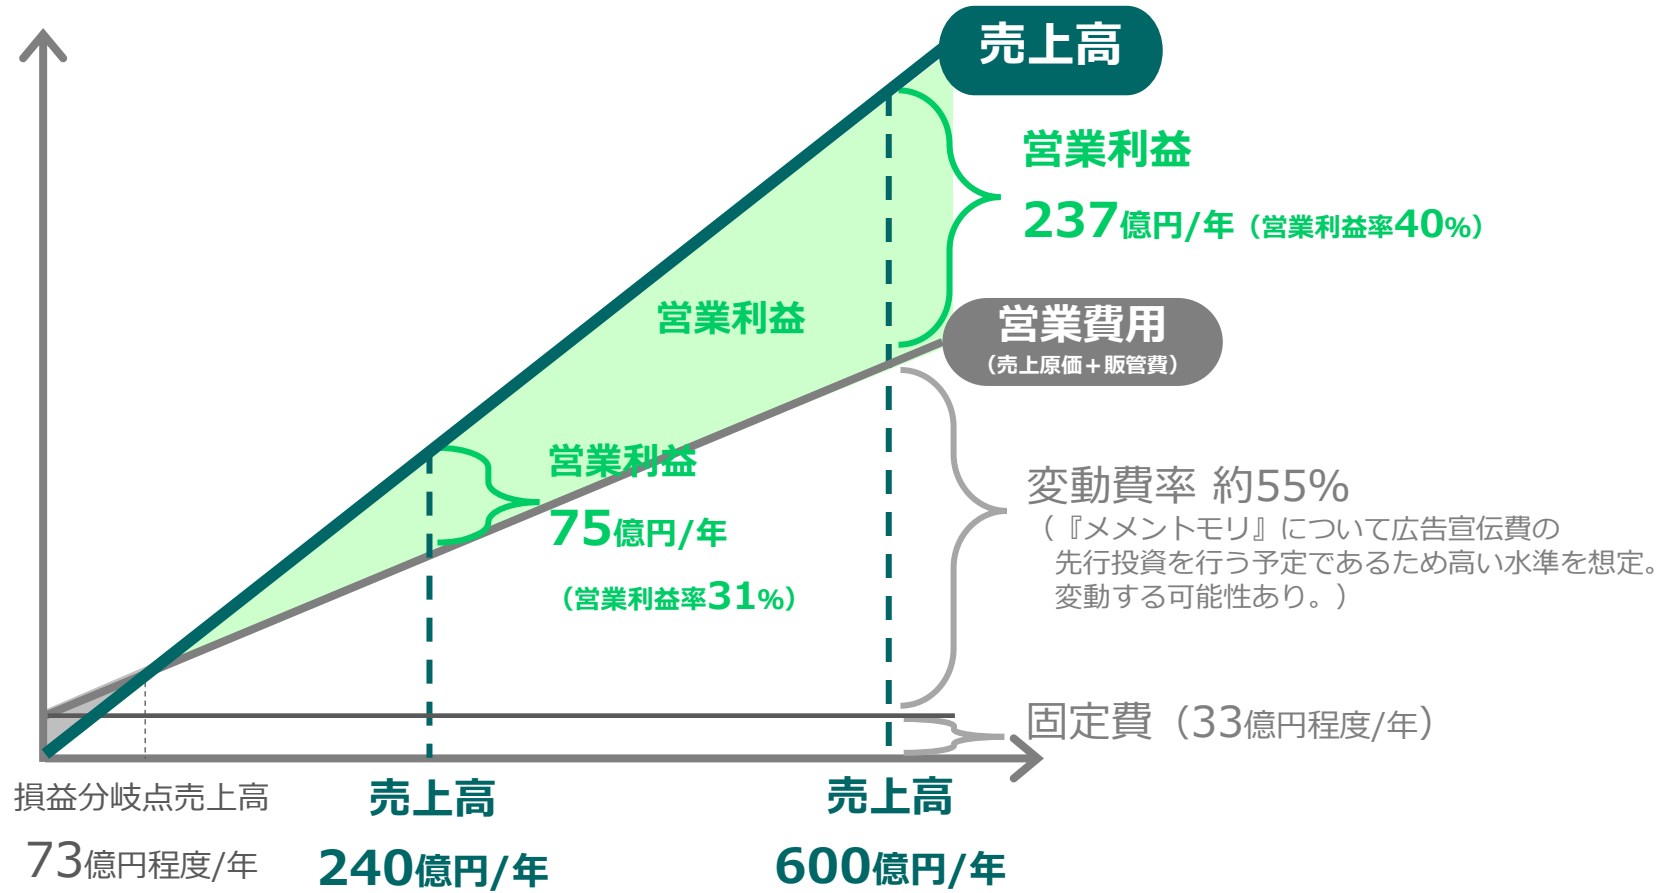 売上高
営業利益
237億円/年（営業利益率40%）
営業利益
営業費用
（売上原価＋販管費）
営業利益
75億円/年
（営業利益率31%）
変動費率 約55%
（『メメントモリ』について広告宣伝費の
先行投資を行う予定であるため高い水準を想定。
変動する可能性あり。）
固定費（33億円程度/年）
損益分岐点売上高
73億円程度/年
売上高
240億円/年
売上高
600億円/年